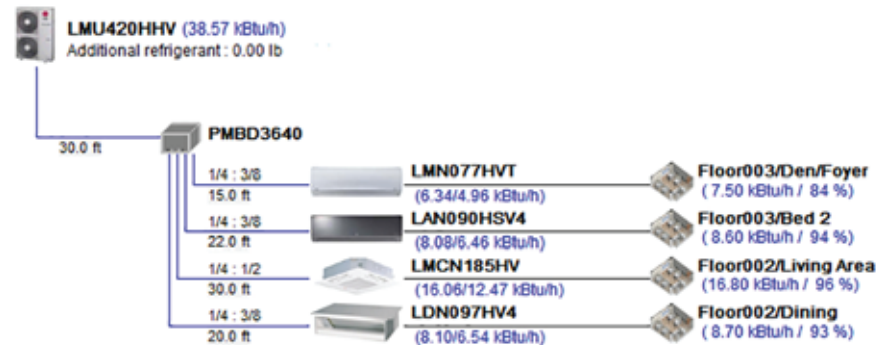 LMU420HHV (38.57 kBtu/h)
Additional refrigerant : 0.00 lb
30.0 ft
PMBD3640
1/4 : 3/8
15.0 ft
LMN077HVT
(6.34/4.96 kBtu/h)
Floor003/Den/Foyer
( 7.50 kBtu/h / 84 %)
1/4 : 3/8
22.0 ft
LAN090HSV4
(8.08/6.46 kBtu/h)
Floor003/Bed 2
( 8.60 kBtu/h / 94 %)
1/4 : 1/2
30.0 ft
LMCN185HV
(16.06/12.47 kBtu/h)
Floor002/Living Area
(16.80 kBtu/h / 96 %)
1/4 : 3/8
20.0 ft
LDN097HV4
(8.10/6.54 kBtu/h)
Floor002/Dining
( 8.70 kBtu/h / 93 %)